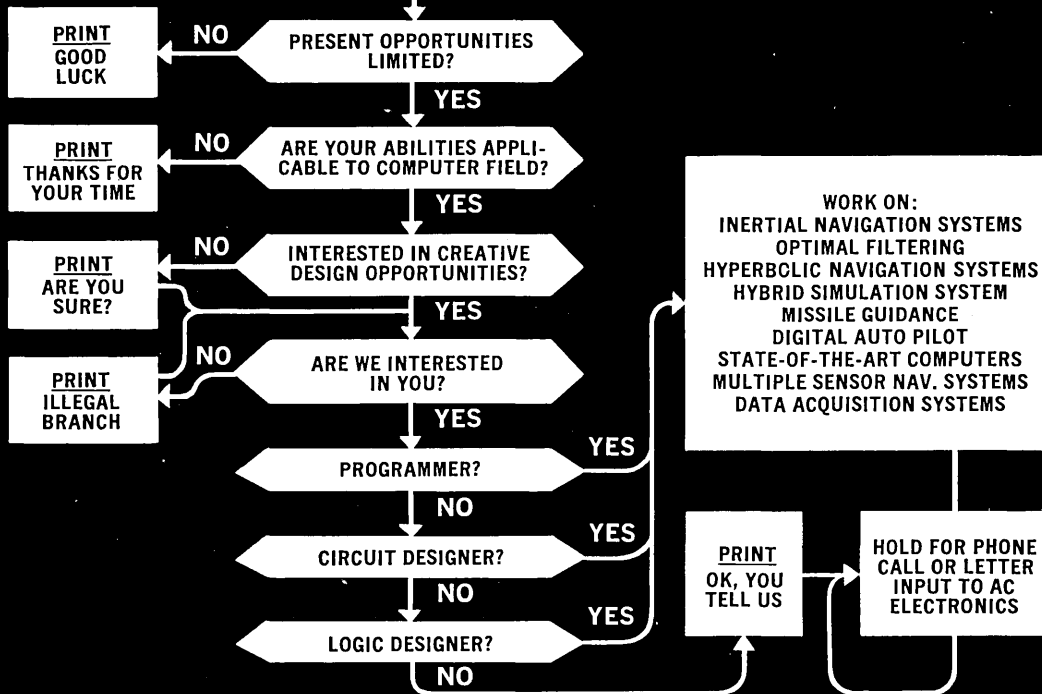 PRINT
GOOD
LUCK
NO
PRESENT OPPORTUNITIES
LIMITED?
YES
PRINT
THANKS FOR
YOUR TIME
NO
ARE YOUR ABILITIES APPLI-
CABLE TO COMPUTER FIELD?
YES
PRINT
ARE YOU
SURE?
NO
INTERESTED IN CREATIVE
DESIGN OPPORTUNITIES?
YES
PRINT
ILLEGAL
BRANCH
NO
ARE WE INTERESTED
IN YOU?
YES
PROGRAMMER?
YES
NO
CIRCUIT DESIGNER?
YES
NO
LOGIC DESIGNER?
YES
NO
WORK ON:
INERTIAL NAVIGATION SYSTEMS
OPTIMAL FILTERING
HYPERBCLIC NAVIGATION SYSTEMS
HYBRID SIMULATION SYSTEM
MISSILE GUIDANCE
DIGITAL AUTO PILOT
STATE-OF-THE-ART COMPUTERS
MULTIPLE SENSOR NAV. SYSTEMS
DATA ACQUISITION SYSTEMS
PRINT
OK, YOU
TELL US
HOLD FOR PHONE
CALL OR LETTER
INPUT TO AC
ELECTRONICS